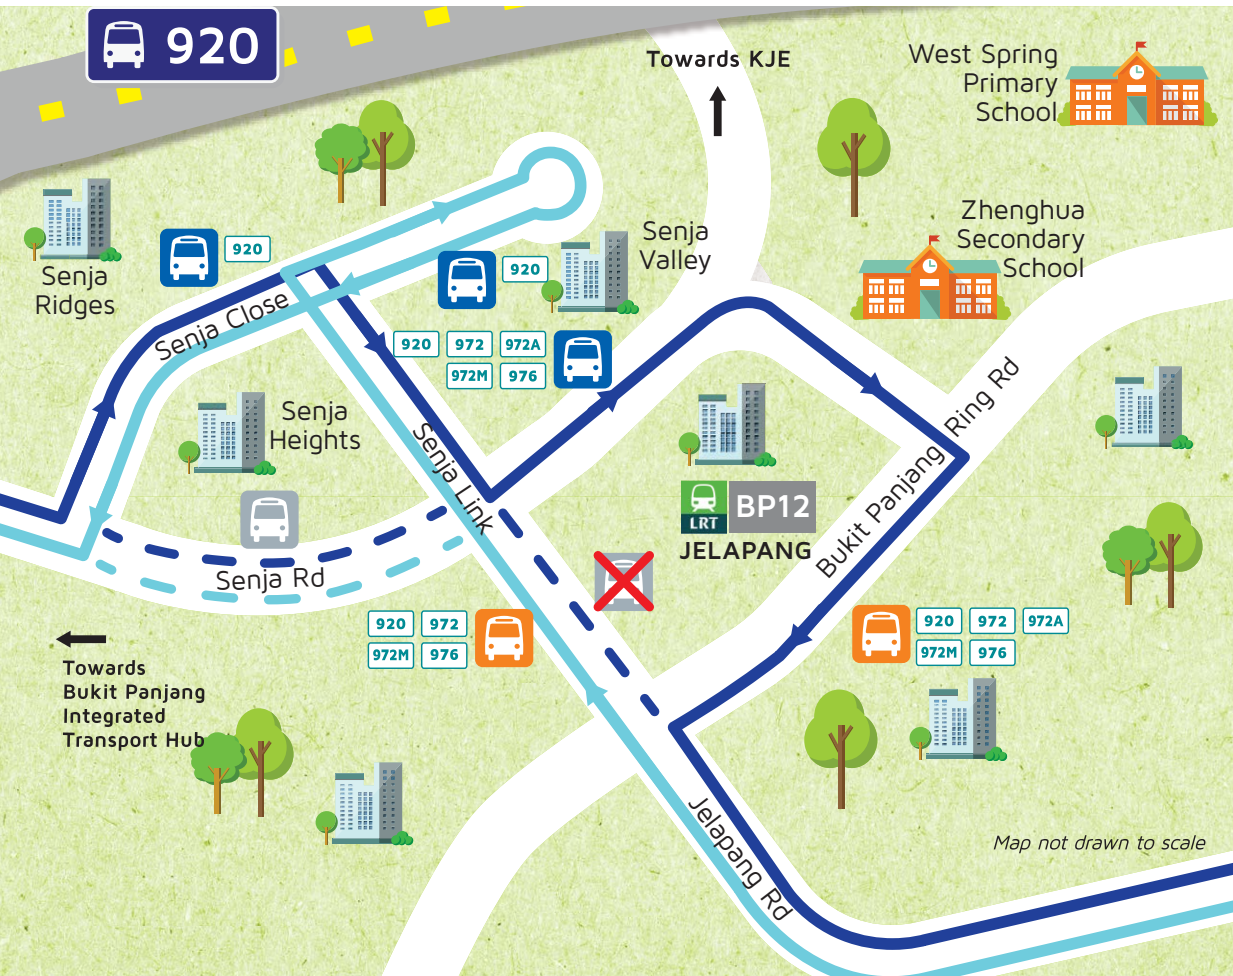 920
Towards KJE
West Spring
Primary
School
Zhenghua
Secondary
School
Senja
Ridges
920
Senja
Valley
920
Senja Close
920 972 972A
972M 976
Senja
Heights
Senja Link
Ring Rd
Bukit Panjang
LRT
BP12
JELAPANG
Senja Rd
920 972
972M 976
920 972 972A
972M 976
Towards
Bukit Panjang
Integrated
Transport Hub
Jelapang Rd
Map not drawn to scale